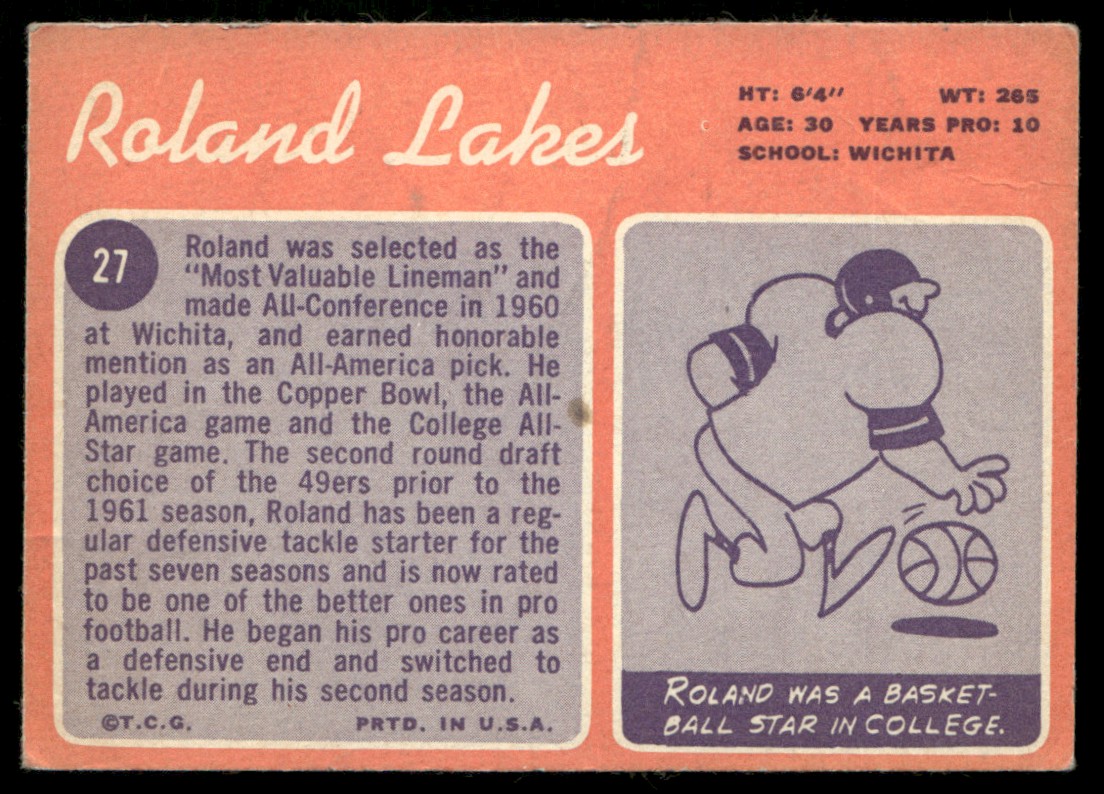 Roland Lakes
HT: 6'4" WT: 265
AGE: 30 YEARS PRO: 10
SCHOOL: WICHITA
27
Roland was selected as the
"Most Valuable Lineman" and
made All-Conference in 1960
at Wichita, and earned honorable
mention as an All-America pick. He
played in the Copper Bowl, the All-
America game and the College All-
Star game. The second round draft
choice of the 49ers prior to the
1961 season, Roland has been a reg-
ular defensive tackle starter for the
past seven seasons and is now rated
to be one of the better ones in pro
football. He began his pro career as
a defensive end and switched to
tackle during his second season.
©T.C.G. PRTD. IN U.S.A.
ROLAND WAS A BASKET-
BALL STAR IN COLLEGE.